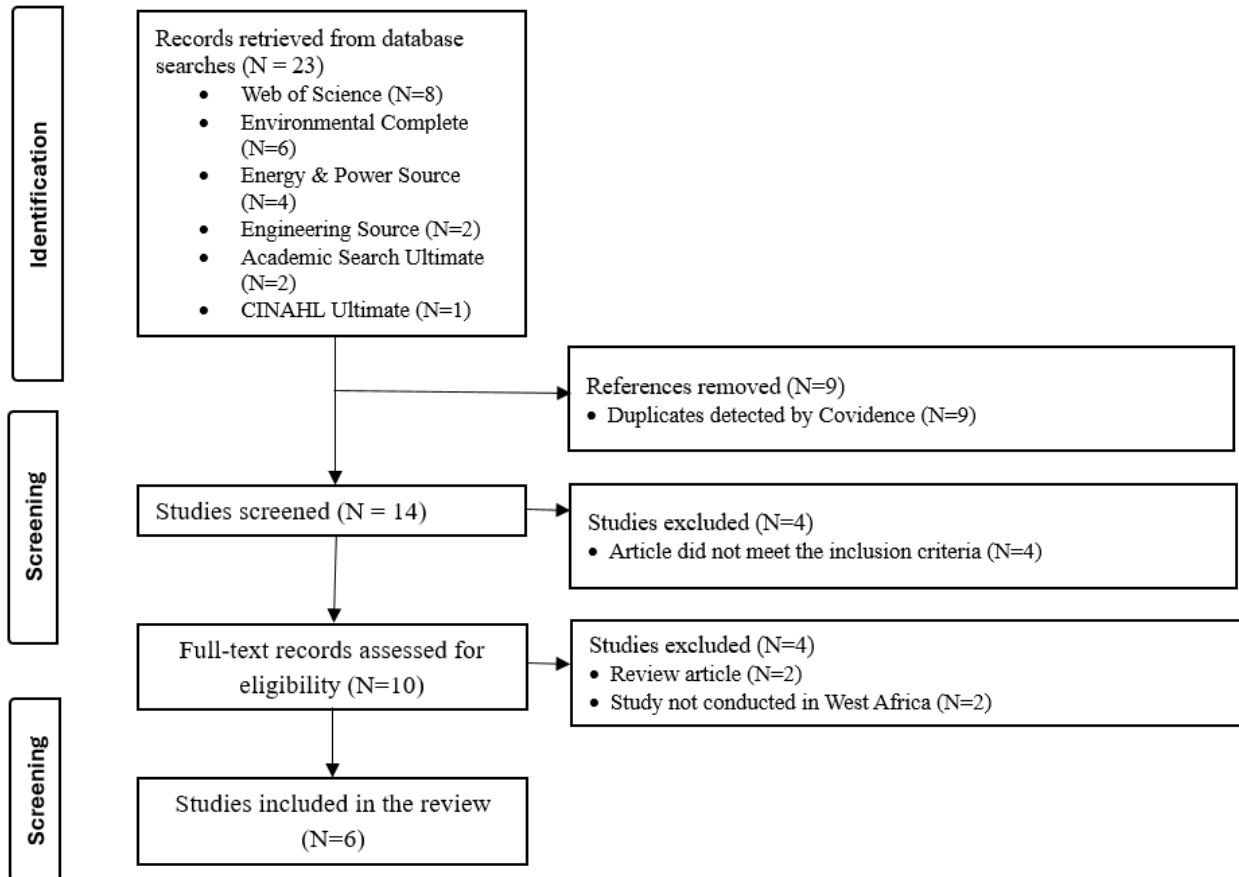 Identification
Records retrieved from database
searches (N = 23)
• Web of Science (N=8)
• Environmental Complete
(N=6)
• Energy & Power Source
(N=4)
• Engineering Source (N=2)
• Academic Search Ultimate
(N=2)
• CINAHL Ultimate (N=1)
References removed (N=9)
• Duplicates detected by Covidence (N=9)
Screening
Studies screened (N = 14)
Studies excluded (N=4)
• Article did not meet the inclusion criteria (N=4)
Full-text records assessed for
eligibility (N=10)
Studies excluded (N=4)
• Review article (N=2)
• Study not conducted in West Africa (N=2)
Screening
Studies included in the review
(N=6)